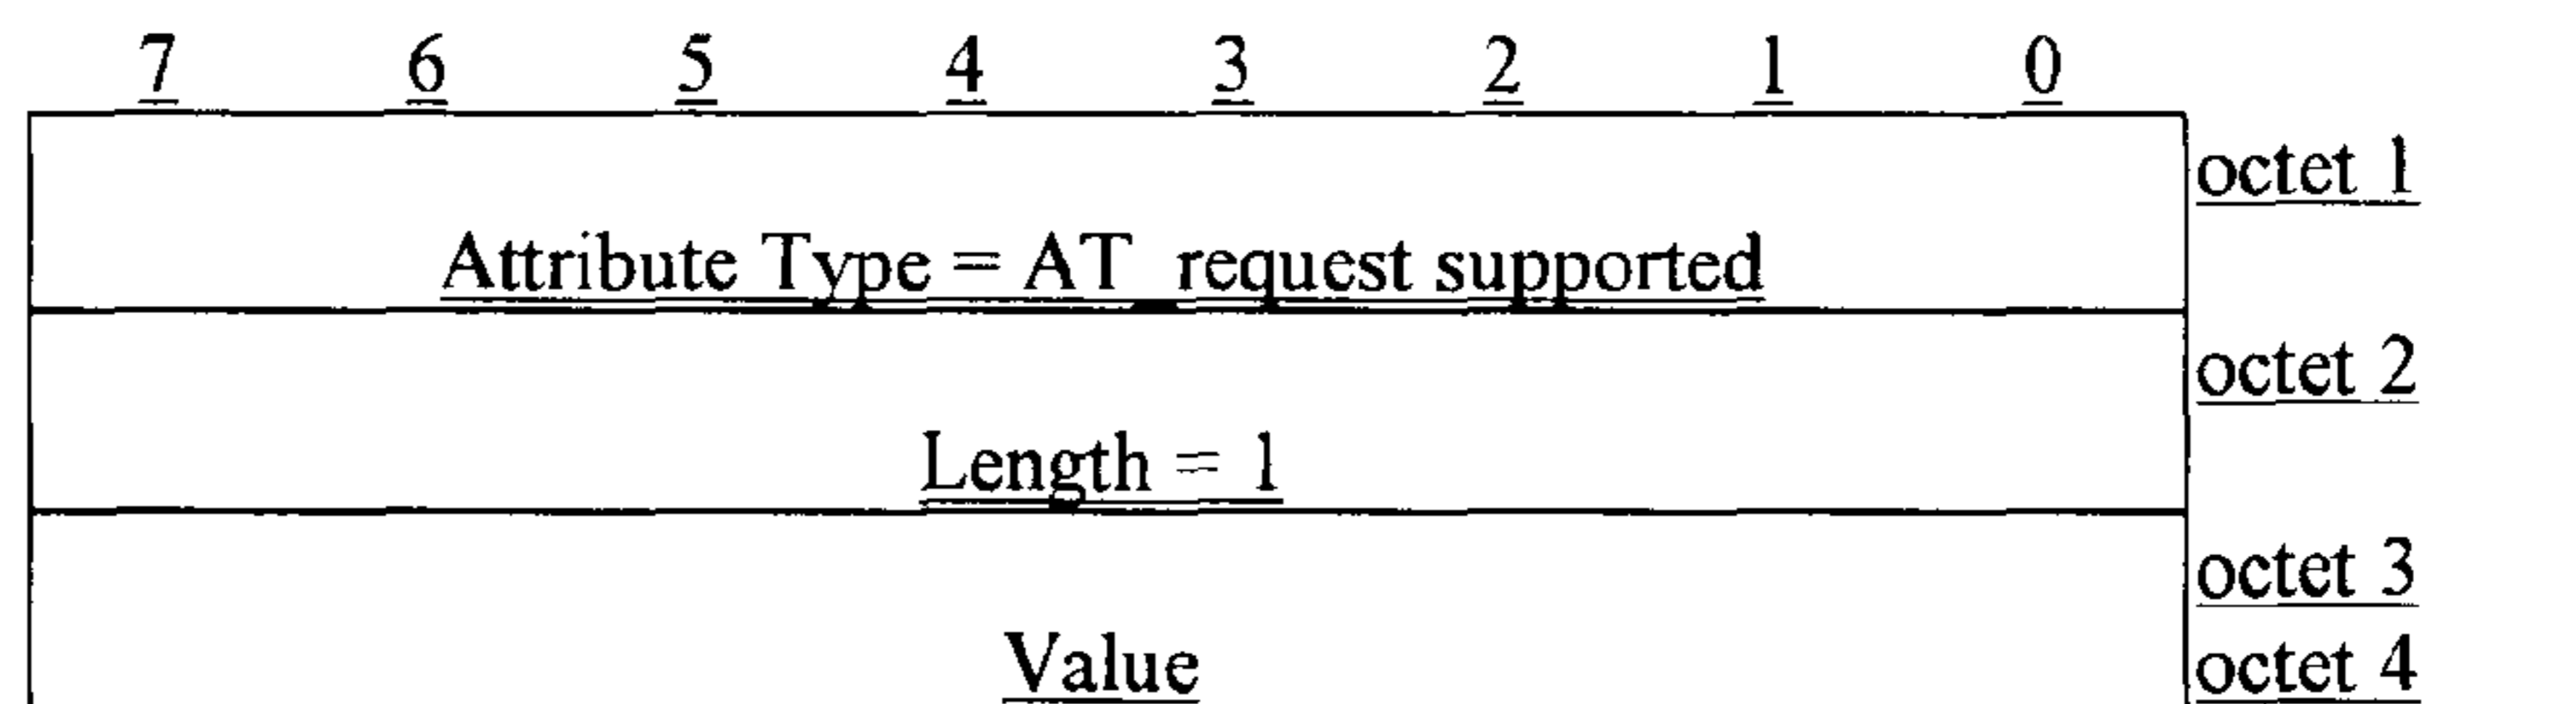 7 6 5 4 3 2 1 0
octet 1
Attribute Type = AT_request supported
octet 2
Length = 1
octet 3
Value octet 4